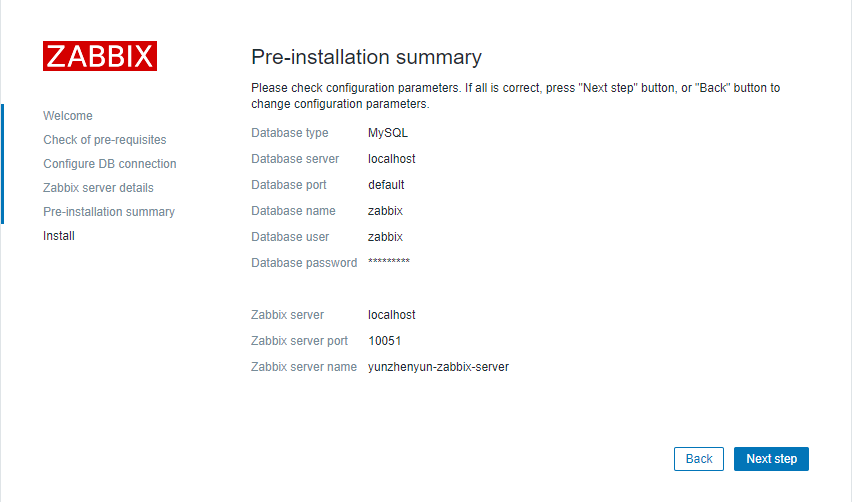 ZABBIX
Welcome
Check of pre-requisites
Configure DB connection
Zabbix server details
Pre-installation summary
Install
Pre-installation summary
Please check configuration parameters. If all is correct, press "Next step" button, or "Back" button to
change configuration parameters.
Database type MySQL
Database server localhost
Database port default
Database name zabbix
Database user zabbix
Database password *********
Zabbix server localhost
Zabbix server port 10051
Zabbix server name yunzhenyun-zabbix-server
Back Next step